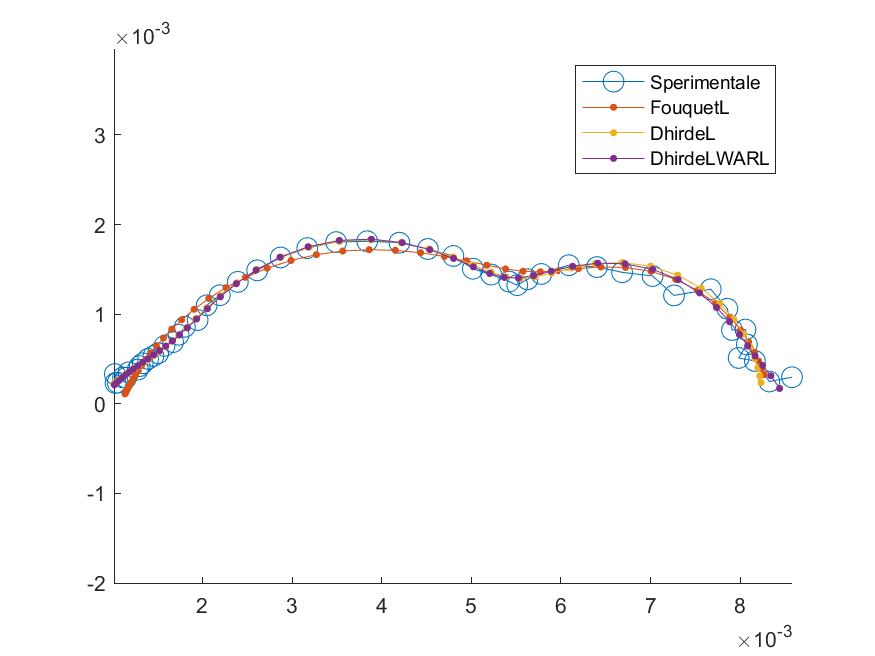 ×10-3
Sperimentale
FouquetL
DhirdeL
DhirdeLWARL
3
2
1
0
-1
-2
2 3 4 5 6 7 8
×10-3